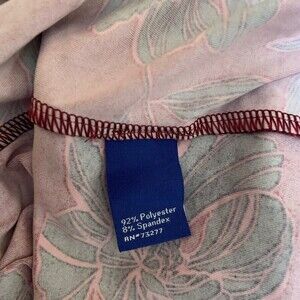 92% Polyester
8% Spandex
RN#73277